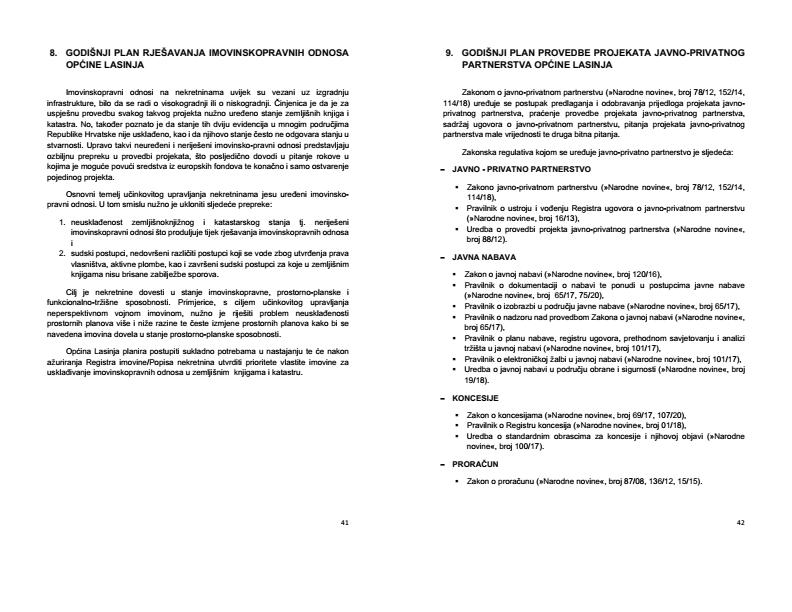 8. GODIŠNJI PLAN RJEŠAVANJA IMOVINSKOPRAVNIH ODNOSA
OPĆINE LASINJA
Imovinskopravni odnosi na nekretninama uvijek su vezani uz izgradnju
infrastrukture, bilo da se radi o visokogradnji ili o niskogradnji. Činjenica je da je za
uspješnu provedbu svakog takvog projekta nužno uređeno stanje zemljišnih knjiga i
katastra. No, također poznato je da stanje tih dviju evidencija u mnogim područjima
Republike Hrvatske nije usklađeno, kao i da njihovo stanje često ne odgovara stanju u
stvarnosti. Upravo takvi neuređeni i neriješeni imovinsko-pravni odnosi predstavljaju
ozbiljnu prepreku u provedbi projekata, što posljedično dovodi u pitanje rokove u
kojima je moguće povući sredstva iz europskih fondova te konačno i samo ostvarenje
pojedinog projekta.
Osnovni temelj učinkovitog upravljanja nekretninama jesu uređeni imovinsko-
pravni odnosi. U tom smislu nužno je ukloniti sljedeće prepreke:
1. neusklađenost zemljišnoknjižnog i katastarskog stanja tj. neriješeni
imovinskopravni odnosi što produljuje tijek rješavanja imovinskopravnih odnosa
i
2. sudski postupci, nedovršeni različiti postupci koji se vode zbog utvrđenja prava
vlasništva, aktivne plombe, kao i završeni sudski postupci za koje u zemljišnim
knjigama nisu brisane zabilježbe sporova.
Cilj je nekretnine dovesti u stanje imovinskopravne, prostorno-planske i
funkcionalno-tržišne sposobnosti. Primjerice, s ciljem učinkovitog upravljanja
neperspektivnom vojnom imovinom, nužno je riješiti problem neusklađenosti
prostornih planova više i niže razine te česte izmjene prostornih planova kako bi se
navedena imovina dovela u stanje prostorno-planske sposobnosti.
Općina Lasinja planira postupiti sukladno potrebama u nastajanju te će nakon
ažuriranja Registra imovine/Popisa nekretnina utvrditi prioritete vlastite imovine za
usklađivanje imovinskopravnih odnosa u zemljišnim knjigama i katastru.
41
9. GODIŠNJI PLAN PROVEDBE PROJEKATA JAVNO-PRIVATNOG
PARTNERSTVA OPĆINE LASINJA
Zakonom o javno-privatnom partnerstvu (»Narodne novine«, broj 78/12, 152/14,
114/18) uređuje se postupak predlaganja i odobravanja prijedloga projekata javno-
privatnog partnerstva, praćenje provedbe projekata javno-privatnog partnerstva,
sadržaj ugovora o javno-privatnom partnerstvu, pitanja projekata javno-privatnog
partnerstva male vrijednosti te druga bitna pitanja.
Zakonska regulativa kojom se uređuje javno-privatno partnerstvo je sljedeća:
– JAVNO - PRIVATNO PARTNERSTVO
▪ Zakono javno-privatnom partnerstvu (»Narodne novine«, broj 78/12, 152/14,
114/18),
▪ Pravilnik o ustroju i vođenju Registra ugovora o javno-privatnom partnerstvu
(»Narodne novine«, broj 16/13),
▪ Uredba o provedbi projekta javno-privatnog partnerstva (»Narodne novine«,
broj 88/12).
– JAVNA NABAVA
▪ Zakon o javnoj nabavi (»Narodne novine«, broj 120/16),
▪ Pravilnik o dokumentaciji o nabavi te ponudi u postupcima javne nabave
(»Narodne novine«, broj 65/17, 75/20),
▪ Pravilnik o izobrazbi u području javne nabave (»Narodne novine«, broj 65/17),
▪ Pravilnik o nadzoru nad provedbom Zakona o javnoj nabavi (»Narodne novine«,
broj 65/17),
▪ Pravilnik o planu nabave, registru ugovora, prethodnom savjetovanju i analizi
tržišta u javnoj nabavi (»Narodne novine«, broj 101/17),
▪ Pravilnik o elektroničkoj žalbi u javnoj nabavi (»Narodne novine«, broj 101/17),
▪ Uredba o javnoj nabavi u području obrane i sigurnosti (»Narodne novine«, broj
19/18).
– KONCESIJE
▪ Zakon o koncesijama (»Narodne novine«, broj 69/17, 107/20),
▪ Pravilnik o Registru koncesija (»Narodne novine«, broj 01/18),
▪ Uredba o standardnim obrascima za koncesije i njihovoj objavi (»Narodne
novine«, broj 100/17).
– PRORAČUN
▪ Zakon o proračunu (»Narodne novine«, broj 87/08, 136/12, 15/15).
42